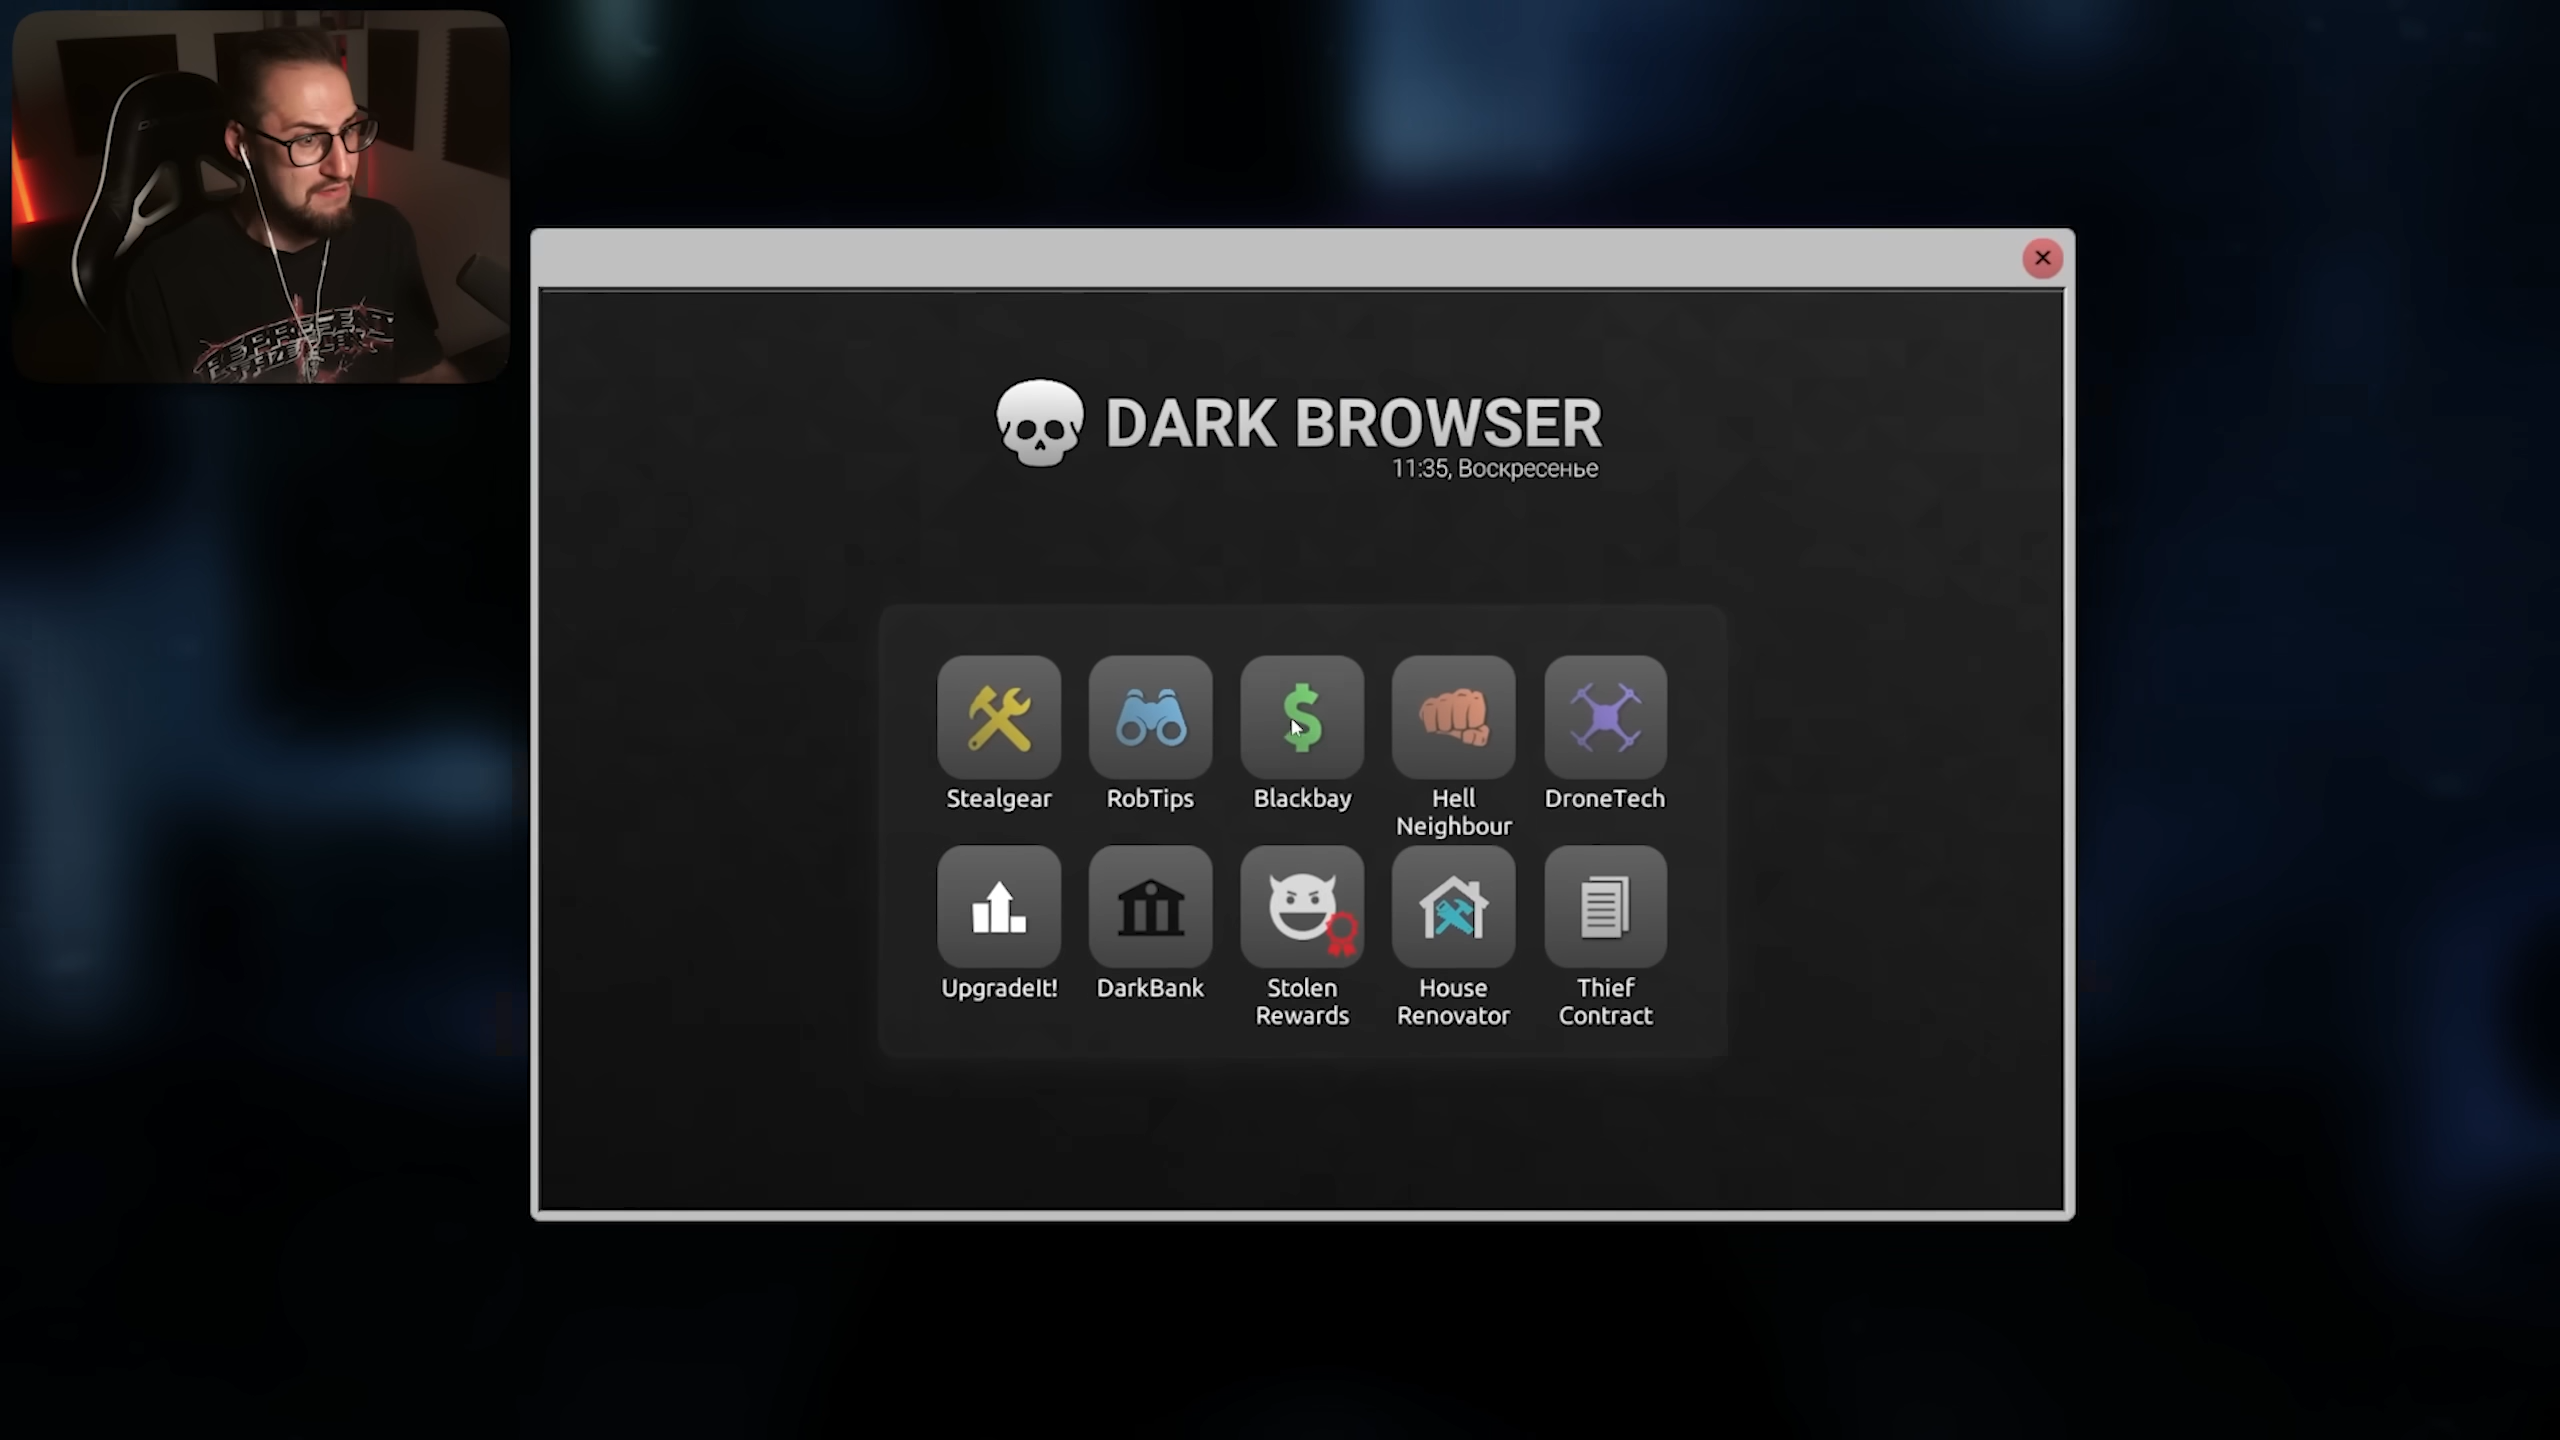 DARK BROWSER
11:35, Воскресенье
Stealgear
RobTips
Blackbay
Hell
Neighbour
DroneTech
UpgradeIt!
DarkBank
Stolen
Rewards
House
Renovator
Thief
Contract